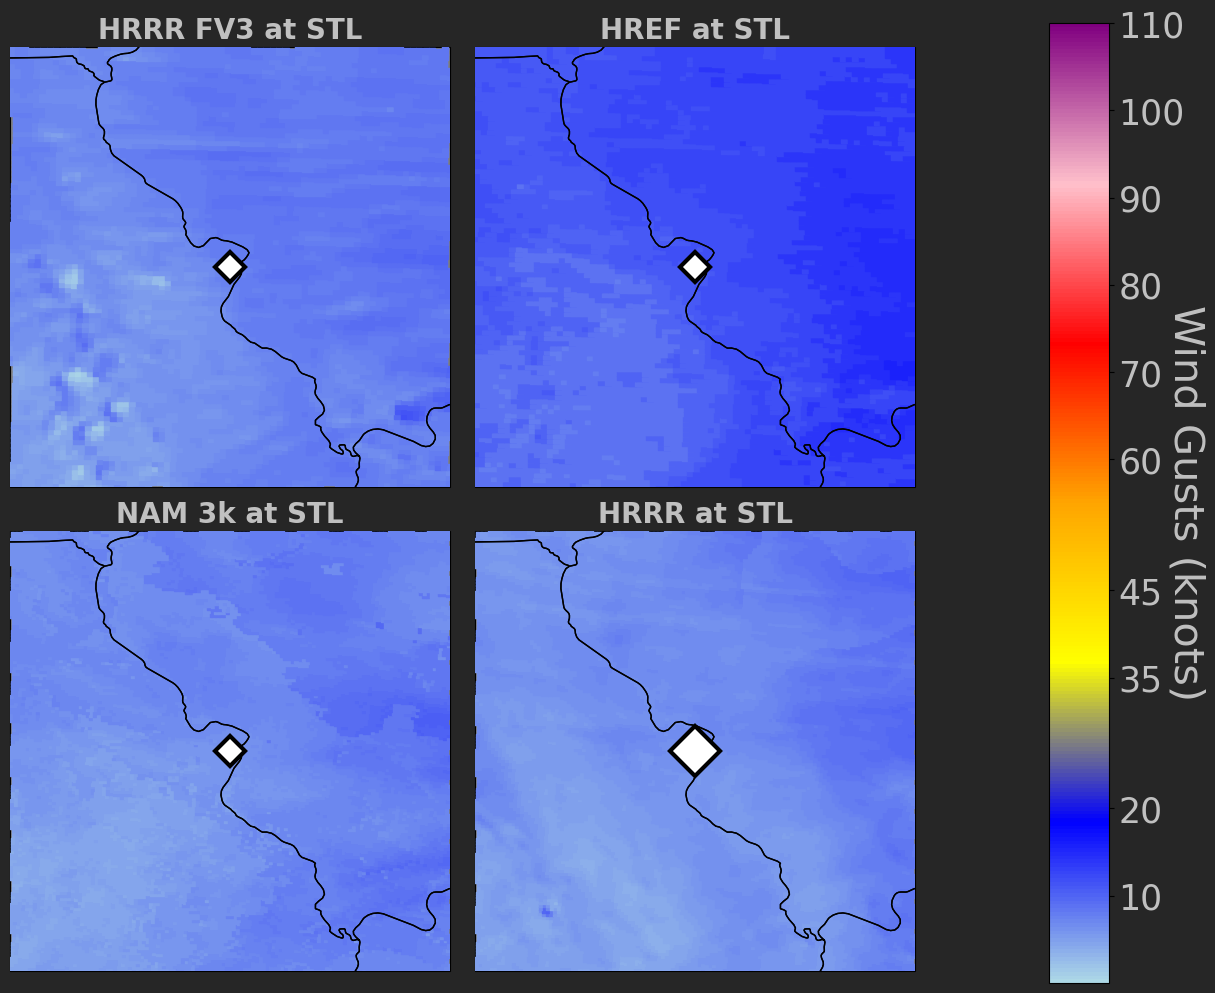 HRRR FV3 at STL
HREF at STL
NAM 3k at STL
HRRR at STL
110
100
90
80
70
60
45
35
20
10
Wind Gusts (knots)